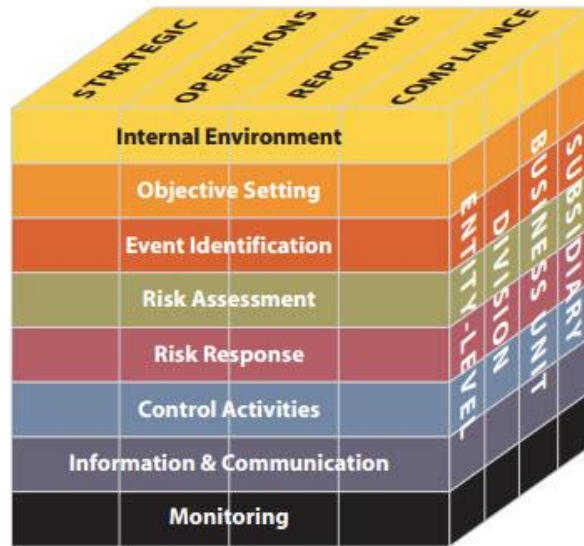 STRATEGIC
OPERATIONS
REPORTING
COMPLIANCE
Internal Environment
Objective Setting
Event Identification
Risk Assessment
Risk Response
Control Activities
Information & Communication
Monitoring
ENTITY-LEVEL
DIVISION
BUSINESS UNIT
SUBSIDIARY